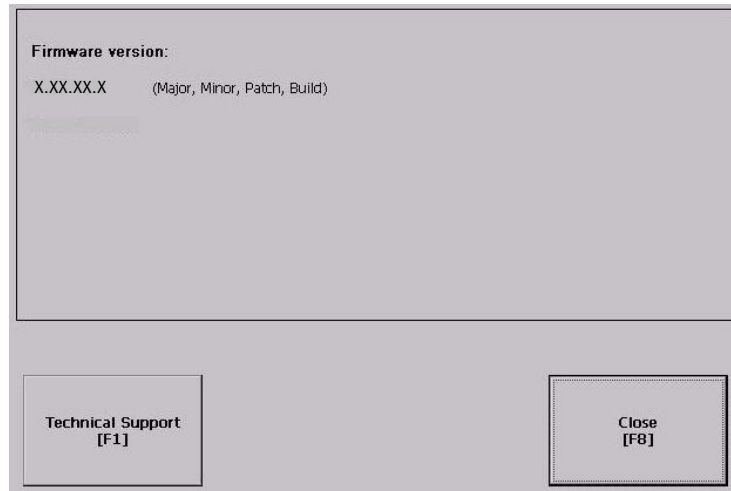 Firmware version:
X.XX.XX.X (Major, Minor, Patch, Build)
Technical Support
[F1]
Close
[F8]